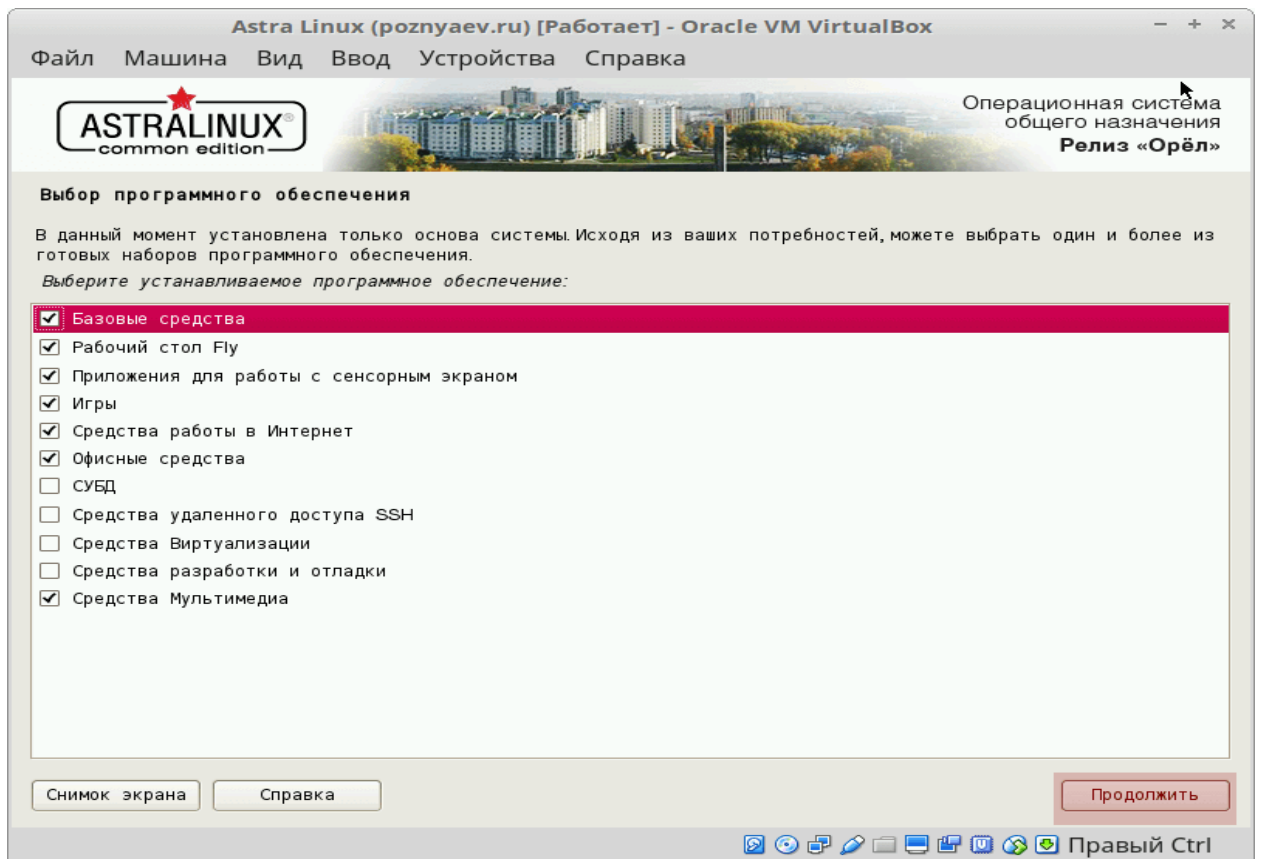 Astra Linux (poznyaev.ru) [Работает] - Oracle VM VirtualBox
Файл Машина Вид Ввод Устройства Справка
ASTRALINUX®
common edition
Операционная система
общего назначения
Релиз «Орёл»
Выбор программного обеспечения
В данный момент установлена только основа системы. Исходя из ваших потребностей, можете выбрать один и более из
готовых наборов программного обеспечения.
Выберите устанавливаемое программное обеспечение:
Базовые средства
Рабочий стол Fly
Приложения для работы с сенсорным экраном
Игры
Средства работы в Интернет
Офисные средства
СУБД
Средства удаленного доступа SSH
Средства Виртуализации
Средства разработки и отладки
Средства Мультимедиа
Снимок экрана
Справка
Продолжить
Правый Ctrl